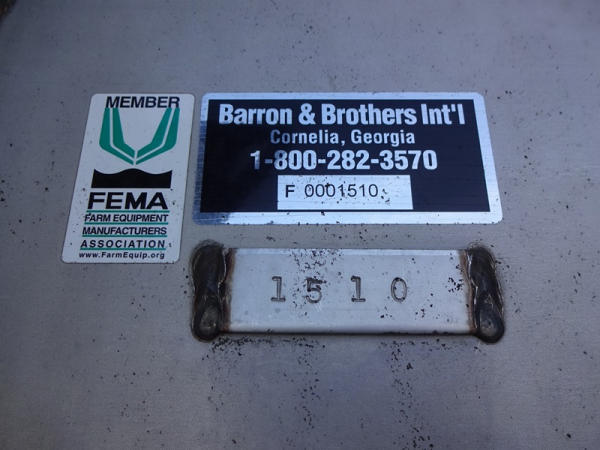 MEMBER
FEMA
FARM EQUIPMENT
MANUFACTURERS
ASSOCIATION
www.FarmEquip.org
Barron & Brothers Int'l
Cornelia, Georgia
1-800-282-3570
F 0001510
1510